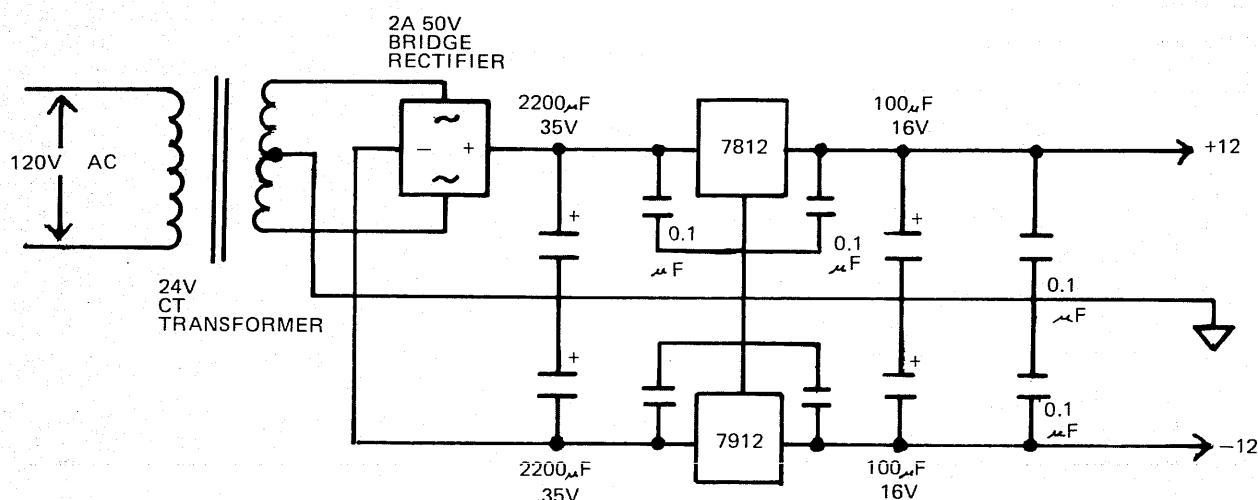 2A 50V
BRIDGE
RECTIFIER
2200µF
35V
100µF
16V
~
− +
~
7812
+12
120V AC
+
+
0.1
µF
0.1
µF
24V
CT
TRANSFORMER
0.1
µF
+
+
7912
0.1
µF
−12
2200µF
35V
100µF
16V